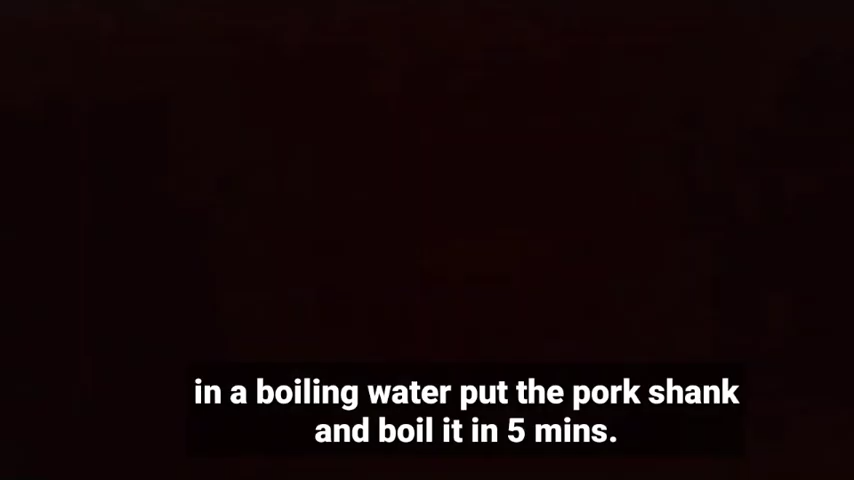 in a boiling water put the pork shank
and boil it in 5 mins.